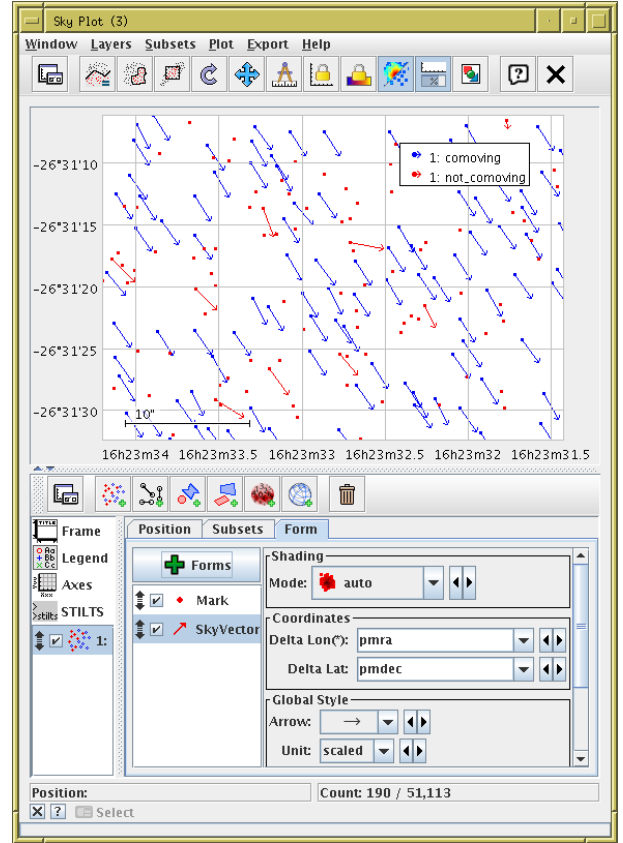 Sky Plot (3)
Window Layers Subsets Plot Export Help
1: comoving
1: not_comoving
-26°31'10
-26°31'15
-26°31'20
-26°31'25
-26°31'30
10"
16h23m34 16h23m33.5 16h23m33 16h23m32.5 16h23m32 16h23m31.5
Frame
Legend
Axes
STILTS
1:
Position Subsets Form
Forms
Mark
SkyVector
Shading
Mode: auto
Coordinates
Delta Lon(*): pmra
Delta Lat: pmdec
Global Style
Arrow:
Unit: scaled
Position:
Count: 190 / 51,113
Select